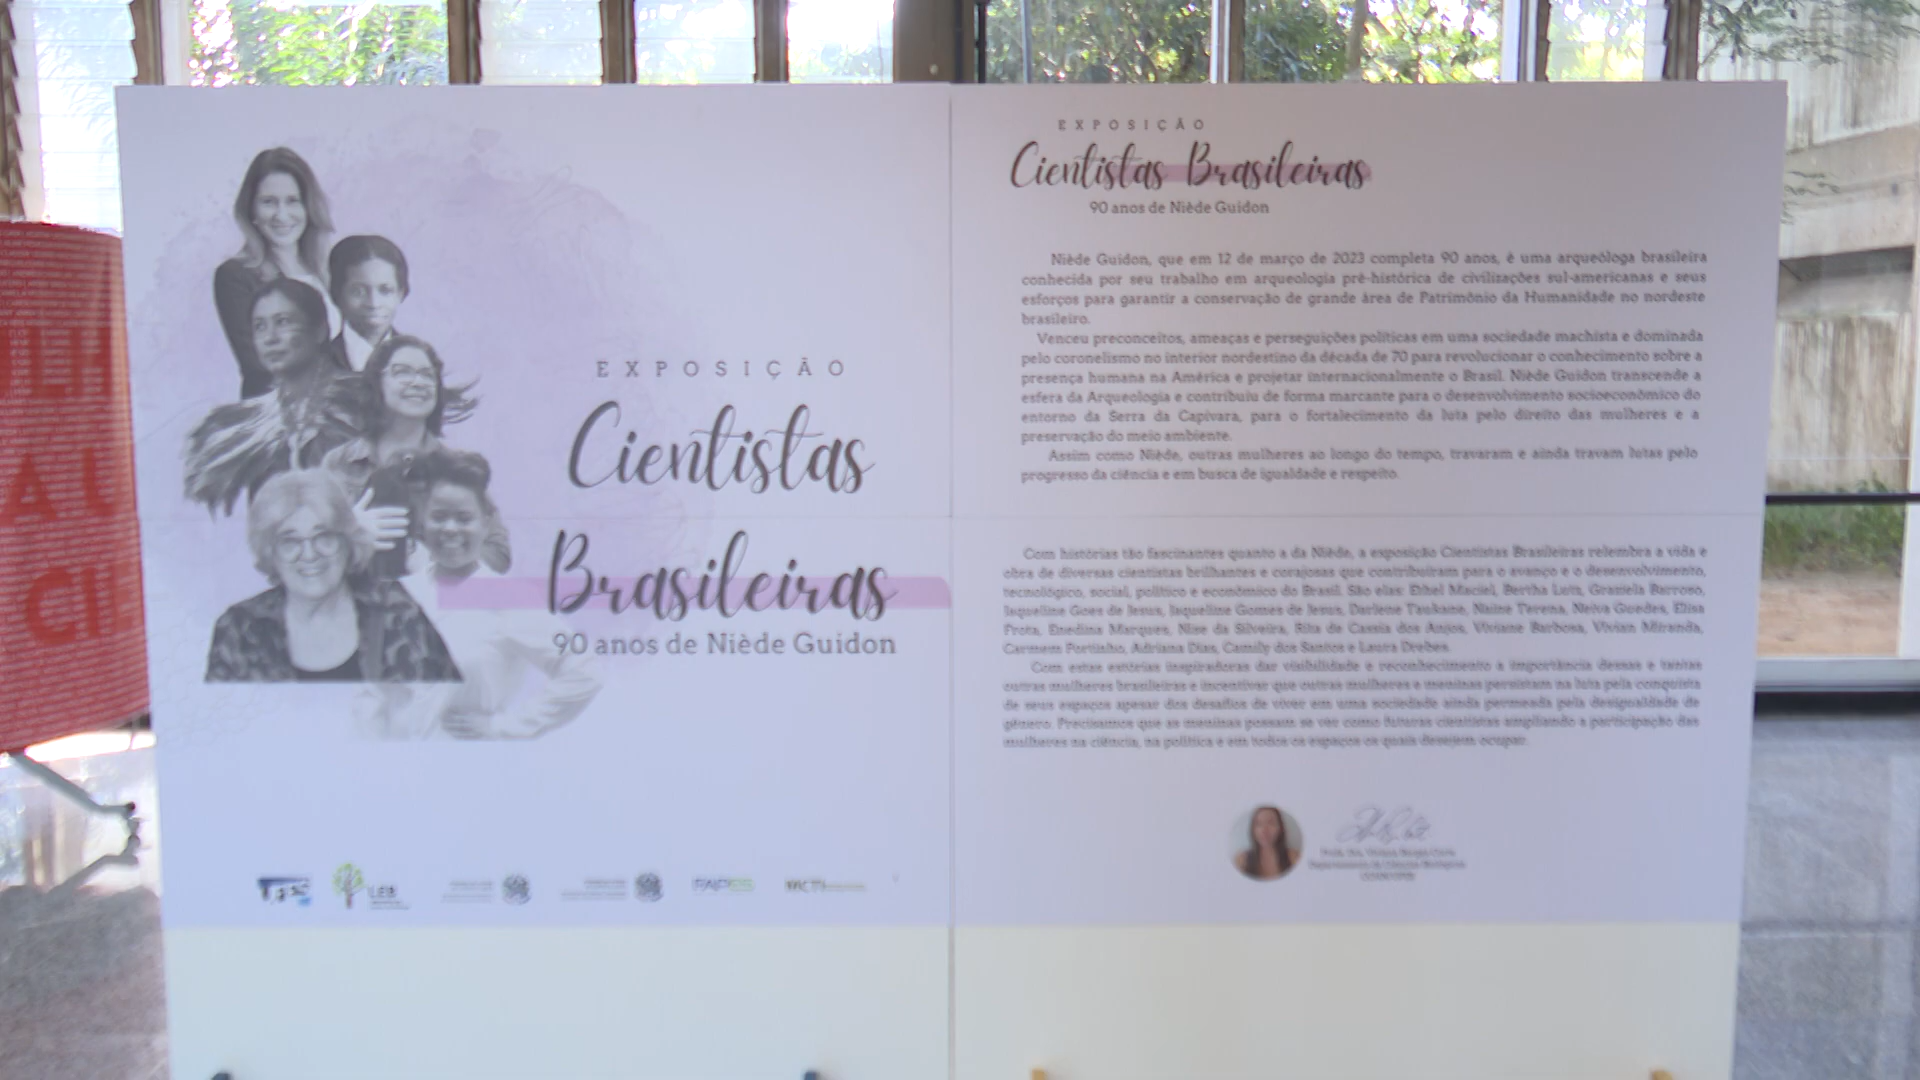 EXPOSIÇÃO
Cientistas
Brasileiras
90 anos de Niède Guidon
LEB
FAPES
MCTI
EXPOSIÇÃO
Cientistas Brasileiras
90 anos de Niède Guidon
Niède Guidon, que em 12 de março de 2023 completa 90 anos, é uma arqueóloga brasileira
conhecida por seu trabalho em arqueologia pré-histórica de civilizações sul-americanas e seus
esforços para garantir a conservação de grande área de Patrimônio da Humanidade no nordeste
brasileiro.
Venceu preconceitos, ameaças e perseguições políticas em uma sociedade machista e dominada
pelo coronelismo no interior nordestino da década de 70 para revolucionar o conhecimento sobre a
presença humana na América e projetar internacionalmente o Brasil. Niède Guidon transcende a
esfera da Arqueologia e contribuiu de forma marcante para o desenvolvimento socioeconômico do
entorno da Serra da Capivara, para o fortalecimento da luta pelo direito das mulheres e a
preservação do meio ambiente.
Assim como Niède, outras mulheres ao longo do tempo, travaram e ainda travam lutas pelo
progresso da ciência e em busca de igualdade e respeito.
Com histórias tão fascinantes quanto a da Niède, a exposição Cientistas Brasileiras relembra a vida e
obra de diversas cientistas brilhantes e corajosas que contribuíram para o avanço e o desenvolvimento,
tecnológico, social, político e econômico do Brasil. São elas: Ethel Maciel, Bertha Lutz, Graziela Barroso,
Jaqueline Goes de Jesus, Jaqueline Gomes de Jesus, Darlene Taukane, Naine Terena, Neiva Guedes, Elisa
Frota, Enedina Marques, Nise da Silveira, Rita de Cassia dos Anjos, Viviane Barbosa, Vivian Miranda,
Carmem Portinho, Adriana Dias, Camily dos Santos e Laura Drebes.
Com estas estórias inspiradoras dar visibilidade e reconhecimento a importância dessas e tantas
outras mulheres brasileiras e incentivar que outras mulheres e meninas persistam na luta pela conquista
de seus espaços apesar dos desafios de viver em uma sociedade ainda permeada pela desigualdade de
gênero. Precisamos que as meninas possam se ver como futuras cientistas ampliando a participação das
mulheres na ciência, na política e em todos os espaços os quais desejem ocupar.